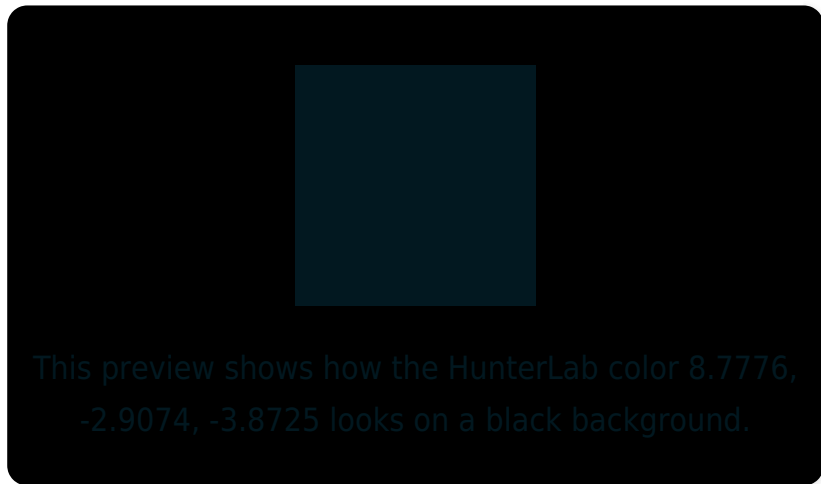 This preview shows how the HunterLab color 8.7776,
-2.9074, -3.8725 looks on a black background.